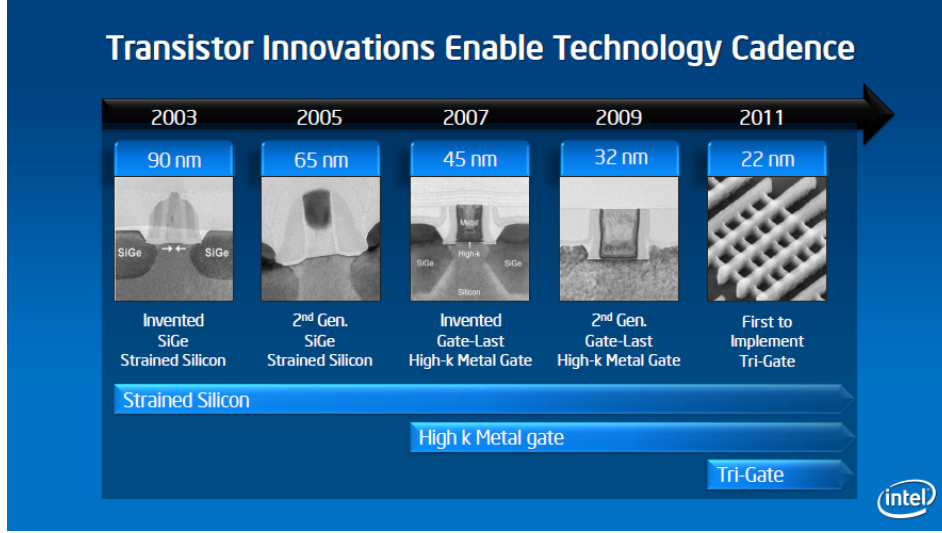 Transistor Innovations Enable Technology Cadence
2003
2005
2007
2009
2011
90 nm
65 nm
45 nm
32 nm
22 nm
SiGe
SiGe
Metal
High-k
SiGe
SiGe
Silicon
Invented
SiGe
Strained Silicon
2nd Gen.
SiGe
Strained Silicon
Invented
Gate-Last
High-k Metal Gate
2nd Gen.
Gate-Last
High-k Metal Gate
First to
Implement
Tri-Gate
Strained Silicon
High k Metal gate
Tri-Gate
intel